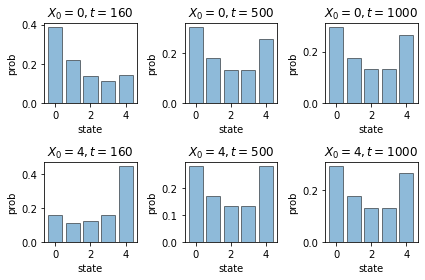 X₀ = 0, t = 160
X₀ = 0, t = 500
X₀ = 0, t = 1000
prob
0.4
0.2
0.0
0 2 4
state
prob
0.2
0.0
0 2 4
state
prob
0.2
0.0
0 2 4
state
X₀ = 4, t = 160
X₀ = 4, t = 500
X₀ = 4, t = 1000
prob
0.4
0.2
0.0
0 2 4
state
prob
0.2
0.1
0.0
0 2 4
state
prob
0.2
0.0
0 2 4
state